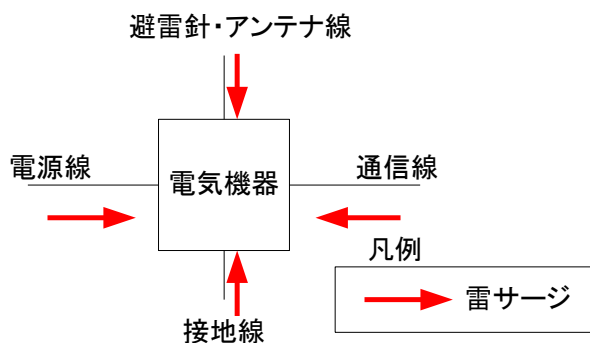 避雷針・アンテナ線
電源線
通信線
電気機器
凡例
雷サージ
接地線